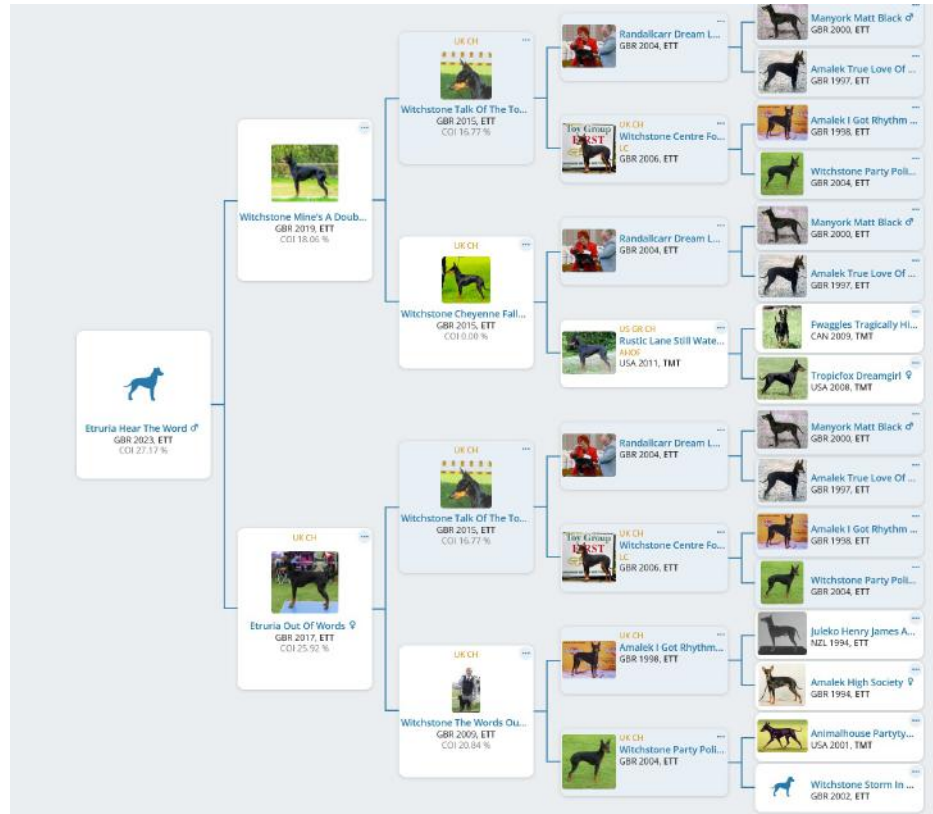 Etruria Hear The Word ♂
GBR 2023, ETT
COI 27.17 %
Witchstone Mine's A Doub...
GBR 2019, ETT
COI 18.06 %
UK CH
Etruria Out Of Words ♀
GBR 2017, ETT
COI 25.92 %
UK CH
Witchstone Talk Of The To...
GBR 2015, ETT
COI 16.77 %
UK CH
Witchstone Cheyenne Fall...
GBR 2015, ETT
COI 0.00 %
UK CH
Witchstone Talk Of The To...
GBR 2015, ETT
COI 16.77 %
UK CH
Witchstone The Words Ou...
GBR 2009, ETT
COI 20.84 %
Randallcarr Dream L...
GBR 2004, ETT
Toy Group
FIRST
UK CH
Witchstone Centre Fo...
LC
GBR 2006, ETT
Randallcarr Dream L...
GBR 2004, ETT
US GR CH
Rustic Lane Still Wate...
USA 2011, TMT
Randallcarr Dream L...
GBR 2004, ETT
Toy Group
FIRST
UK CH
Witchstone Centre Fo...
LC
GBR 2006, ETT
UK CH
Amalek I Got Rhythm...
GBR 1998, ETT
UK CH
Witchstone Party Poli...
GBR 2004, ETT
Manyork Matt Black ♂
GBR 2000, ETT
Amalek True Love Of ...
GBR 1997, ETT
Amalek I Got Rhythm ...
GBR 1998, ETT
Witchstone Party Poli...
GBR 2004, ETT
Manyork Matt Black ♂
GBR 2000, ETT
Amalek True Love Of ...
GBR 1997, ETT
Fwaggles Tragically Hi...
CAN 2009, TMT
Tropicfox Dreamgirl ♀
USA 2008, TMT
Manyork Matt Black ♂
GBR 2000, ETT
Amalek True Love Of ...
GBR 1997, ETT
Amalek I Got Rhythm ...
GBR 1998, ETT
Witchstone Party Poli...
GBR 2004, ETT
Juleko Henry James A...
NZL 1994, ETT
Amalek High Society ♀
GBR 1994, ETT
Animalhouse Partyty...
USA 2001, TMT
Witchstone Storm In ...
GBR 2002, ETT